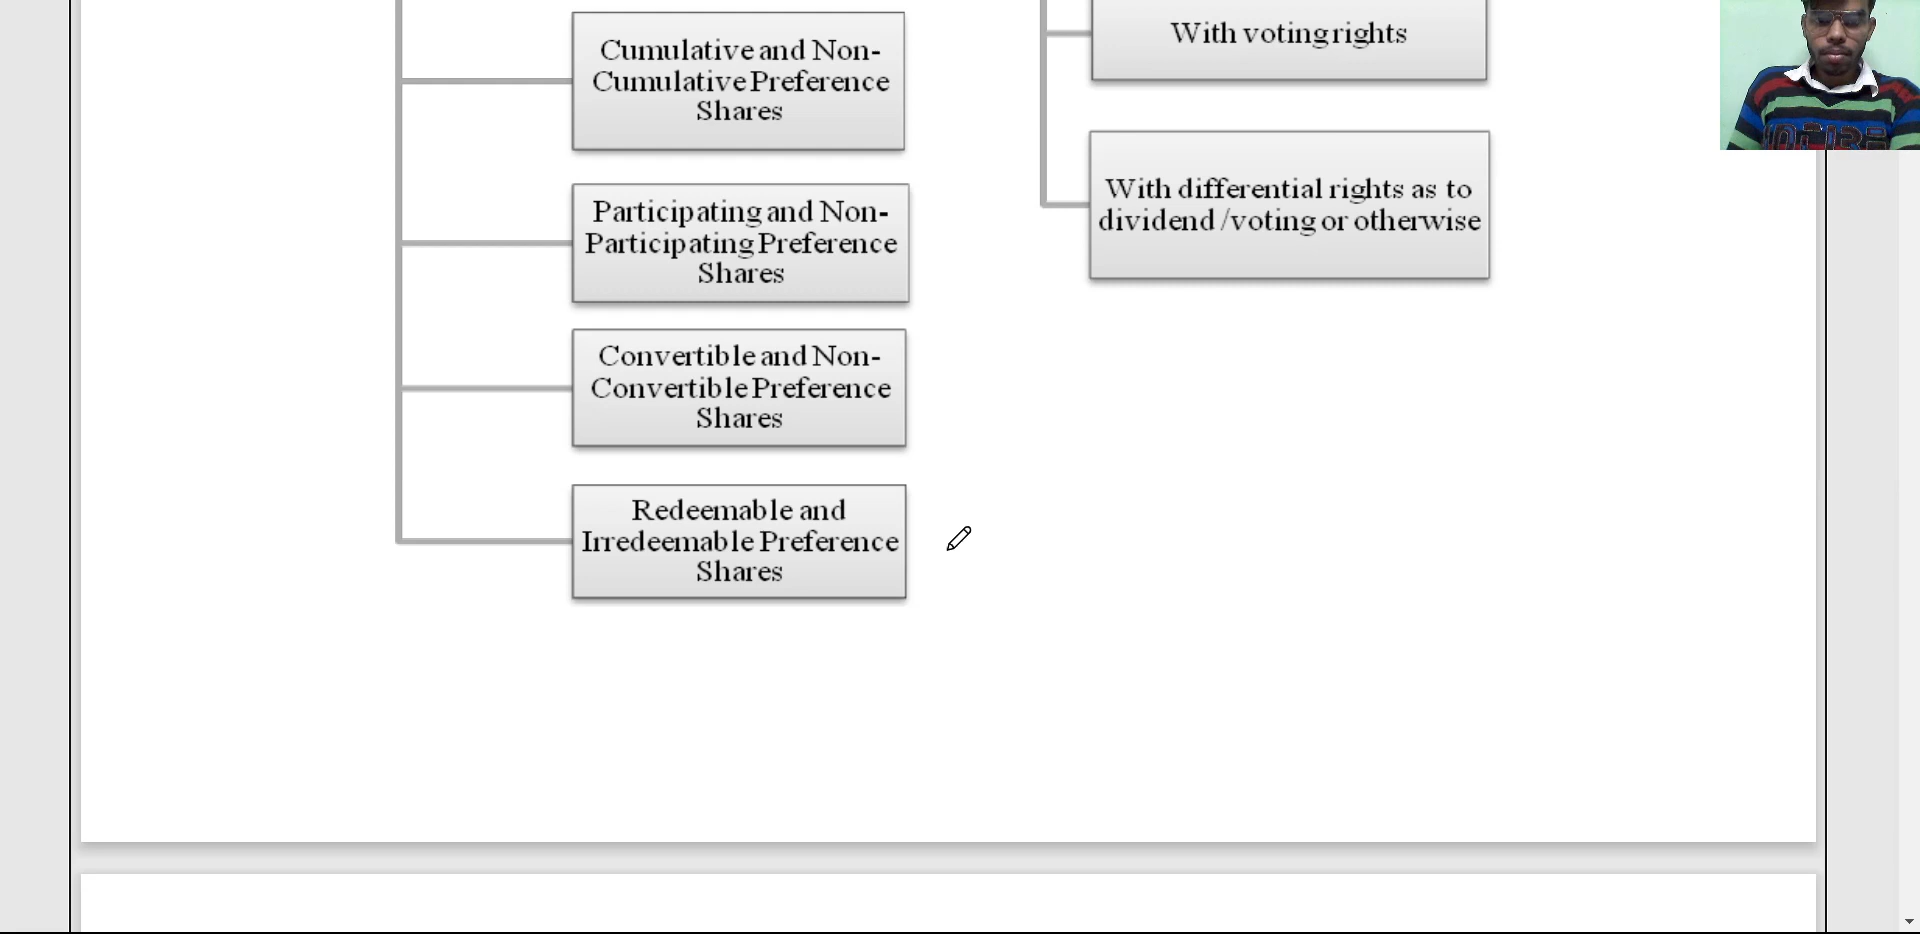 Cumulative and Non-
Cumulative Preference
Shares
Participating and Non-
Participating Preference
Shares
Convertible and Non-
Convertible Preference
Shares
Redeemable and
Irredeemable Preference
Shares
With voting rights
With differential rights as to
dividend /voting or otherwise